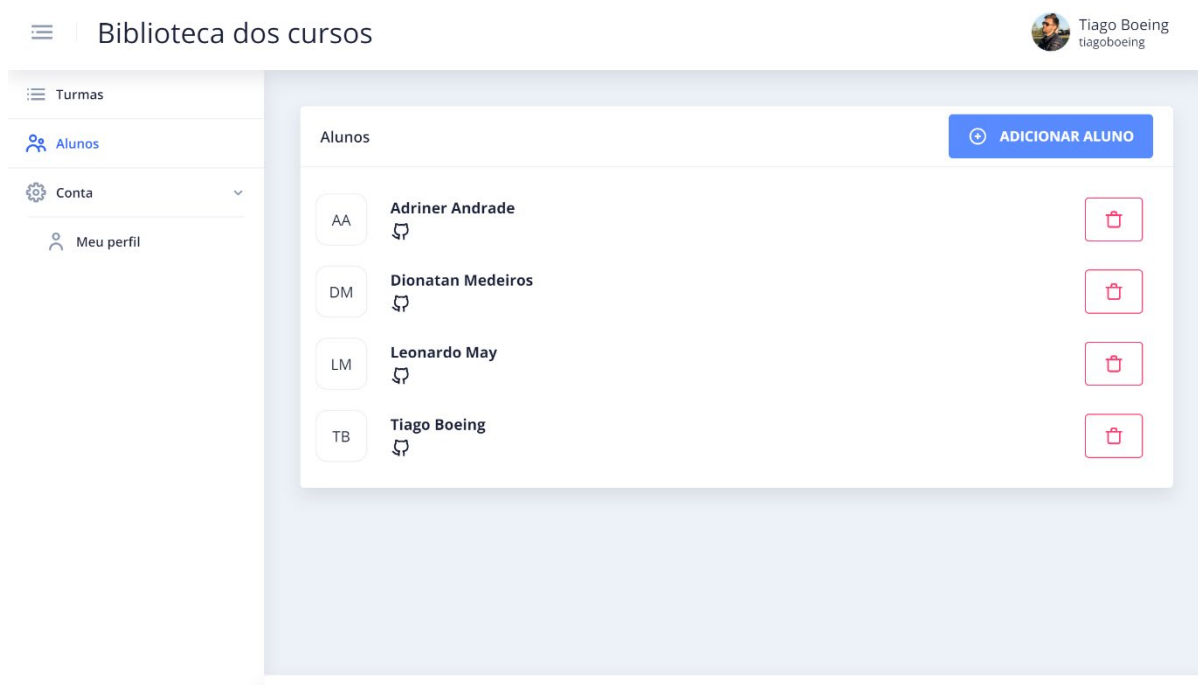 Biblioteca dos cursos
Tiago Boeing
tiagoboeing
Turmas
Alunos
Conta
Meu perfil
Alunos
ADICIONAR ALUNO
AA
Adriner Andrade
DM
Dionatan Medeiros
LM
Leonardo May
TB
Tiago Boeing